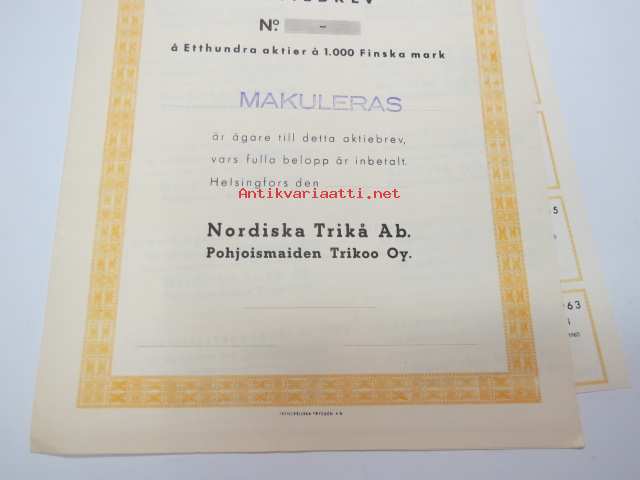 Nº. -
å Etthundra aktier å 1.000 Finska mark
MAKULERAS
är ägare till detta aktiebrev,
vars fulla belopp är inbetalt.
Helsingfors den
Antikvariaatti.net
Nordiska Trikå Ab.
Pohjoismaiden Trikoo Oy.
63